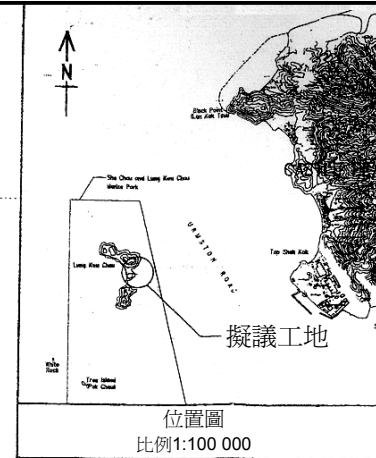 N
Black Point
(Lan Kok Tsui)
Sha Chau and Lung Kwu Chau
Marine Park
URMSTON ROAD
Tap Shek Kok
Lung Kwu Chau
擬議工地
White
Rock
Tree Island
(Pak Chau)
位置圖
比例1:100 000